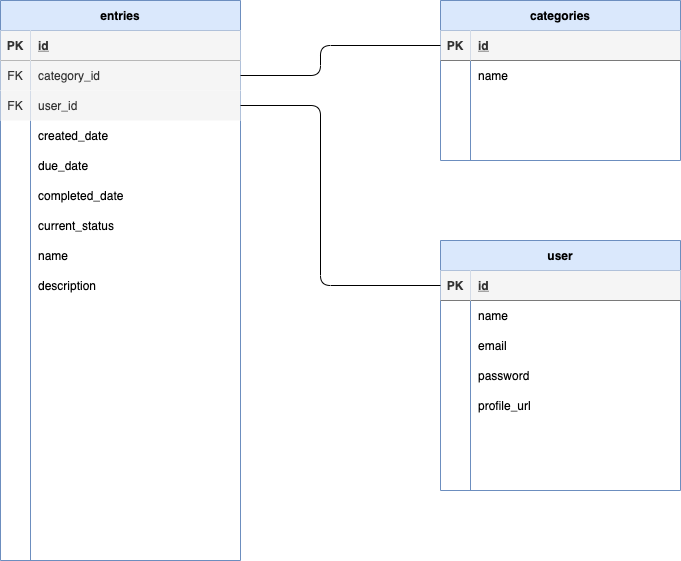 entries
PK id
FK category_id
FK user_id
created_date
due_date
completed_date
current_status
name
description
categories
PK id
name
user
PK id
name
email
password
profile_url